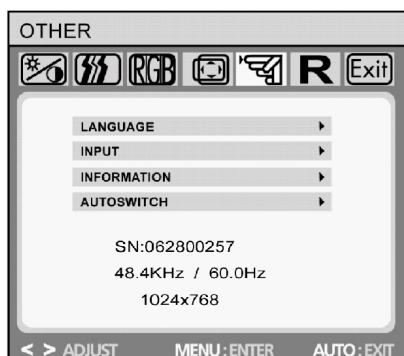 OTHER
RGB R Exit
LANGUAGE
INPUT
INFORMATION
AUTOSWITCH
SN:062800257
48.4KHz / 60.0Hz
1024x768
< > ADJUST MENU : ENTER AUTO : EXIT